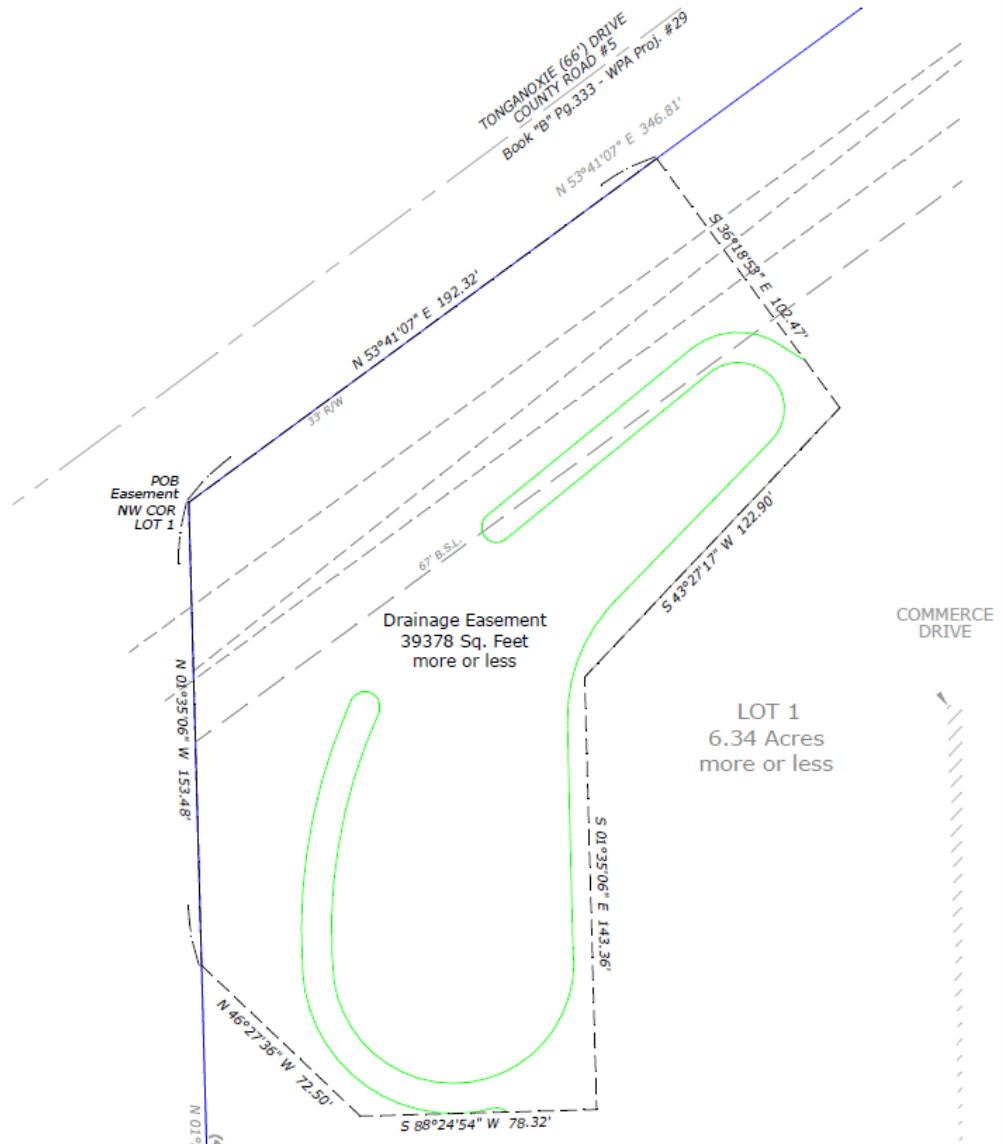 TONGANOXIE (66') DRIVE
COUNTY ROAD #5
Book "B" Pg.333 - WPA Proj. #29
N 53°41'07" E 346.81'
S 36°18'53" E 102.47'
N 53°41'07" E 192.32'
33' R/W
POB
Easement
NW COR
LOT 1
67' B.S.L.
S 43°27'17" W 122.90'
Drainage Easement
39378 Sq. Feet
more or less
COMMERCE
DRIVE
N 01°35'06" W 153.48'
LOT 1
6.34 Acres
more or less
S 01°35'06" E 143.36'
N 46°27'36" W 72.50'
S 88°24'54" W 78.32'
N 01°